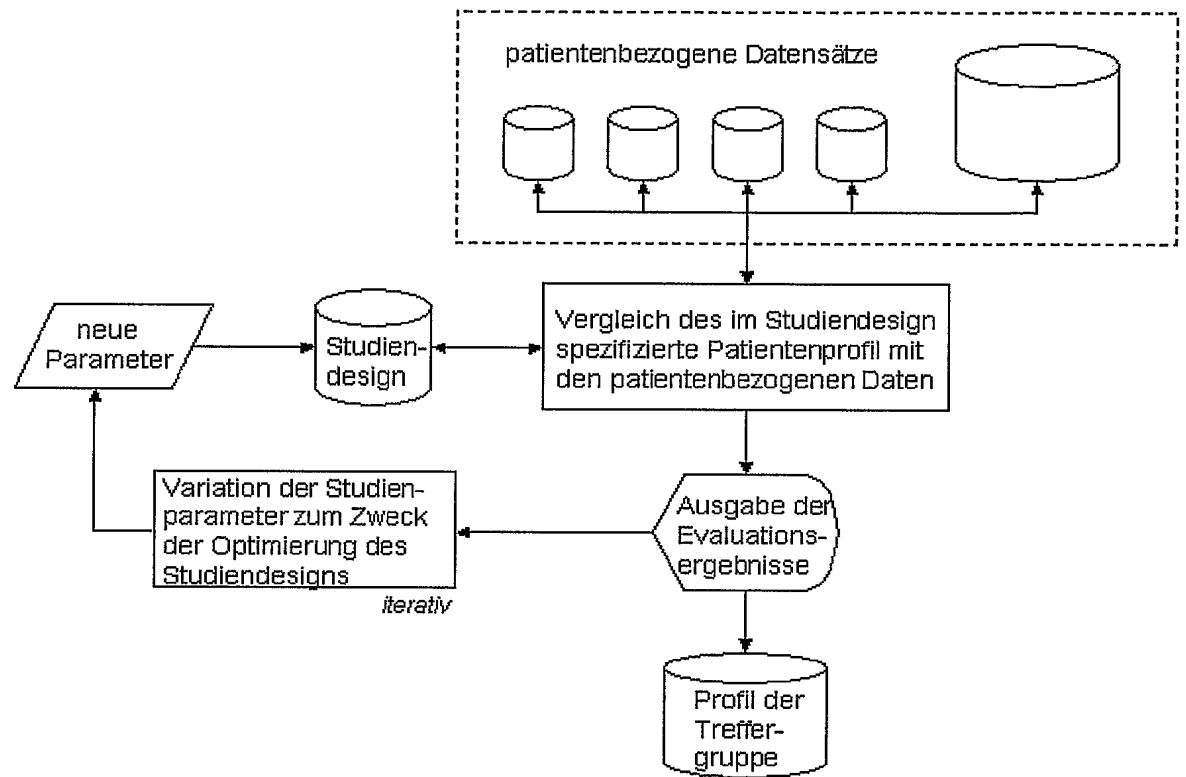 patientenbezogene Datensätze
neue
Parameter
Studien-
design
Vergleich des im Studiendesign
spezifizierte Patientenprofil mit
den patientenbezogenen Daten
Variation der Studien-
parameter zum Zweck
der Optimierung des
Studiendesigns
iterativ
Ausgabe der
Evaluations-
ergebnisse
Profil der
Treffer-
gruppe